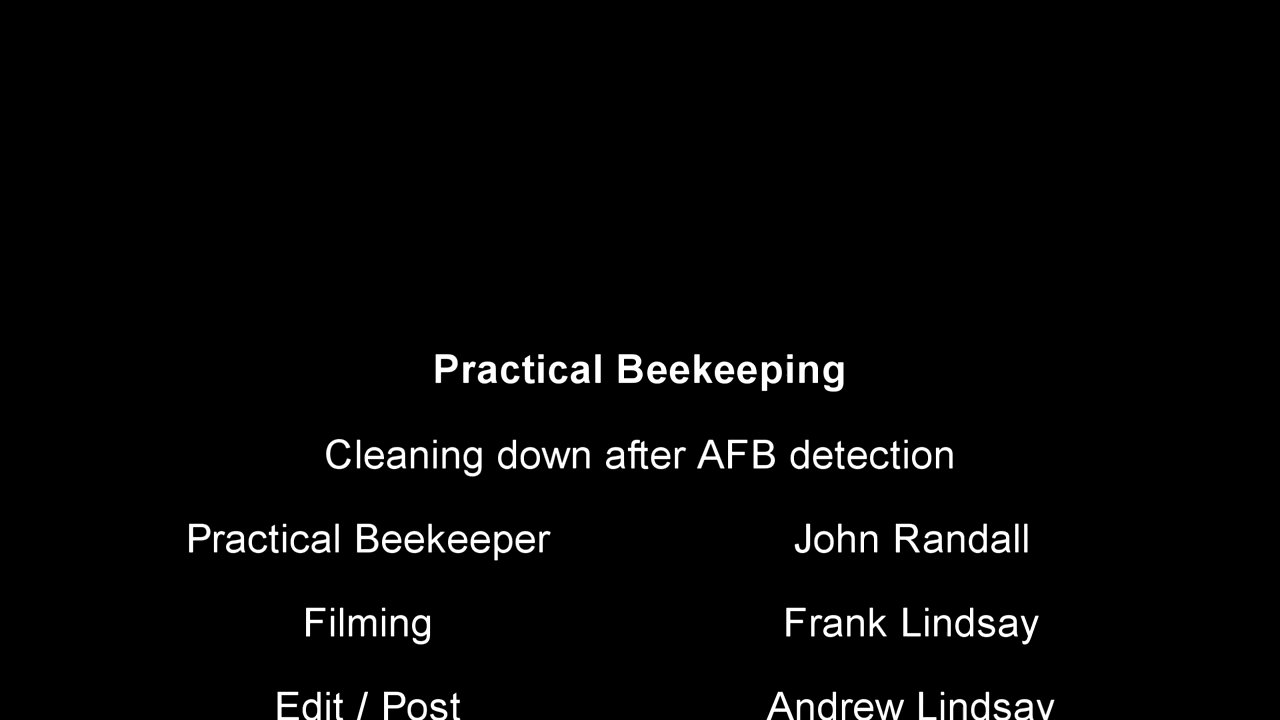 Practical Beekeeping
Cleaning down after AFB detection
Practical Beekeeper John Randall
Filming Frank Lindsay
Edit / Post Andrew Lindsay